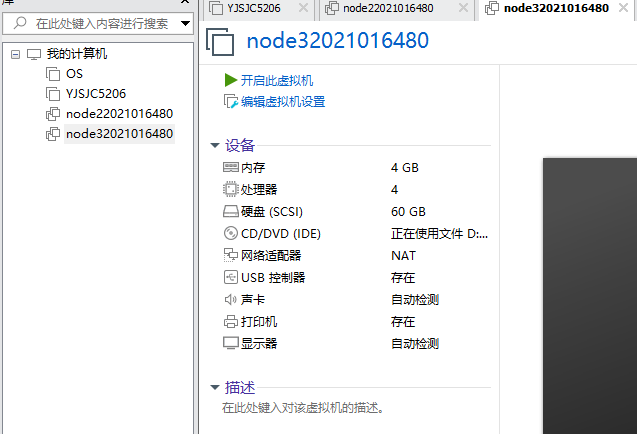 库
YJSJC5206
node22021016480
node32021016480
在此处键入内容进行搜索
我的计算机
OS
YJSJC5206
node22021016480
node32021016480
node32021016480
开启此虚拟机
编辑虚拟机设置
设备
内存 4 GB
处理器 4
硬盘 (SCSI) 60 GB
CD/DVD (IDE) 正在使用文件 D:...
网络适配器 NAT
USB 控制器 存在
声卡 自动检测
打印机 存在
显示器 自动检测
描述
在此处键入对该虚拟机的描述。